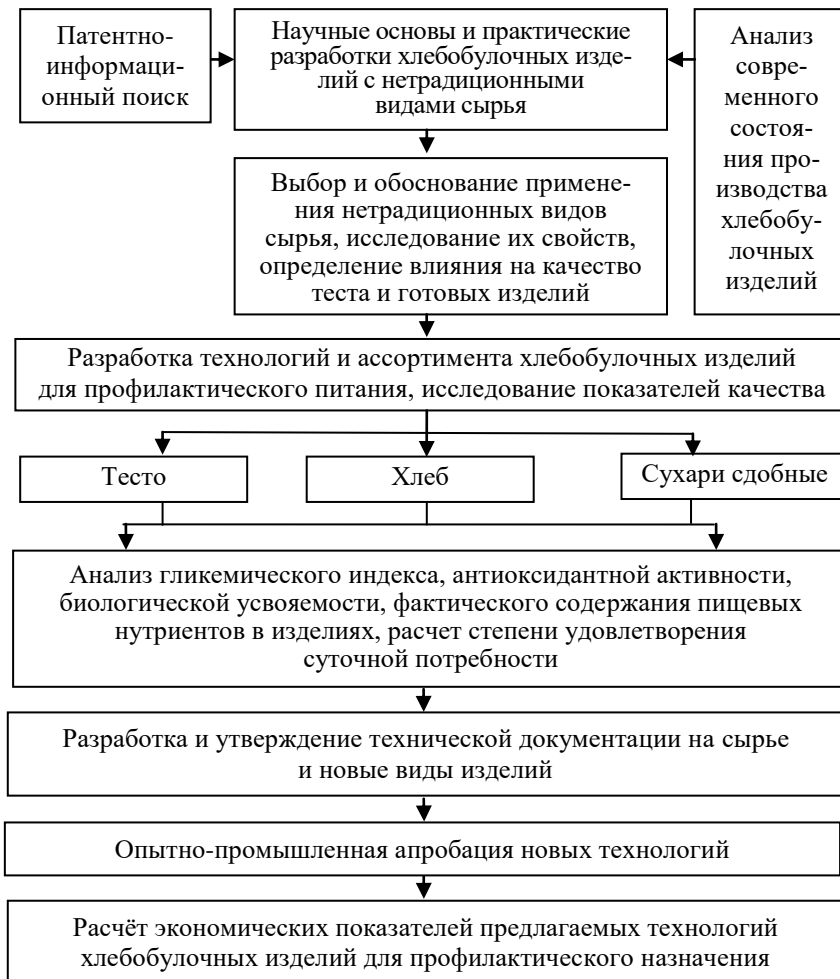 Патентно-
информаци-
онный поиск
Научные основы и практические
разработки хлебобулочных изде-
лий с нетрадиционными
видами сырья
Анализ
совре-
менного
состоя-
ния про-
изводства
хлебобу-
лочных
изделий
Выбор и обоснование примене-
ния нетрадиционных видов
сырья, исследование их свойств,
определение влияния на качество
теста и готовых изделий
Разработка технологий и ассортимента хлебобулочных изделий
для профилактического питания, исследование показателей качества
Тесто
Хлеб
Сухари сдобные
Анализ гликемического индекса, антиоксидантной активности,
биологической усвояемости, фактического содержания пищевых
нутриентов в изделиях, расчет степени удовлетворения
суточной потребности
Разработка и утверждение технической документации на сырье
и новые виды изделий
Опытно-промышленная апробация новых технологий
Расчёт экономических показателей предлагаемых технологий
хлебобулочных изделий для профилактического назначения